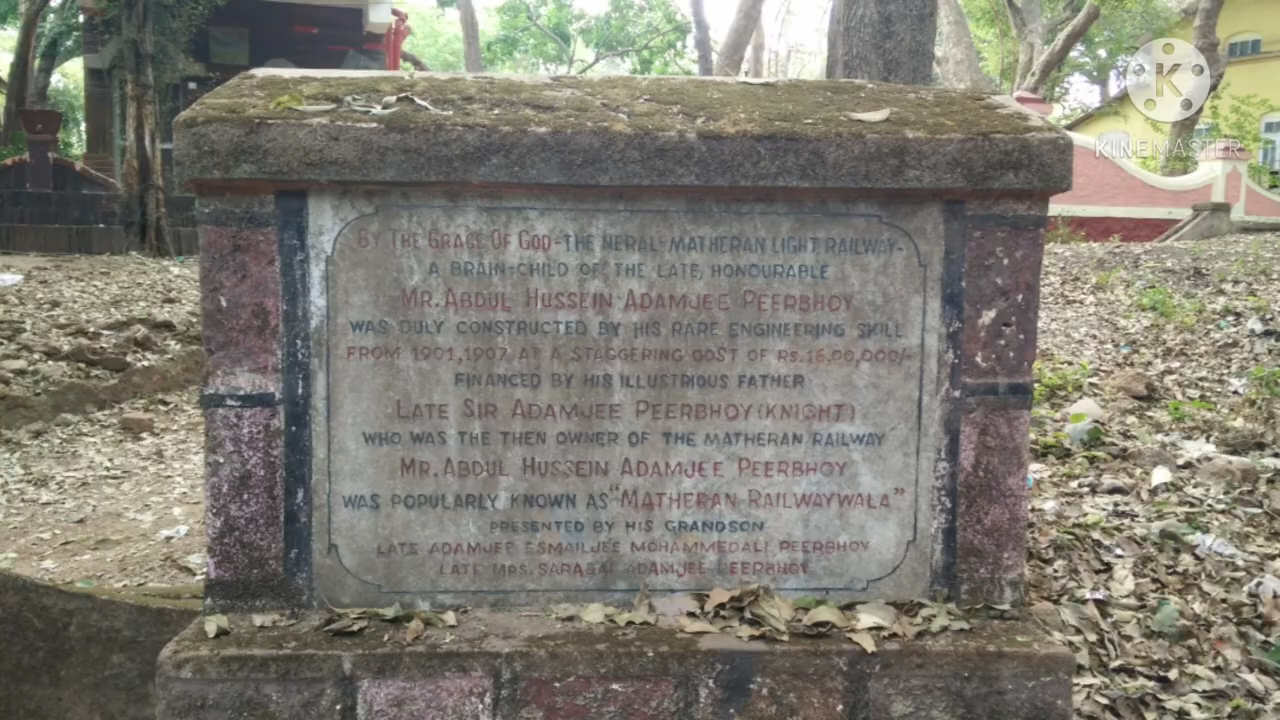 BY THE GRACE OF GOD-THE NERAL-MATHERAN LIGHT RAILWAY-
A BRAIN-CHILD OF THE LATE, HONOURABLE
MR. ABDUL HUSSEIN ADAMJEE PEERBHOY
WAS DULY CONSTRUCTED BY HIS RARE ENGINEERING SKILL
FROM 1901,1907 AT A STAGGERING COST OF RS.16,00,000/-
FINANCED BY HIS ILLUSTRIOUS FATHER
LATE SIR ADAMJEE PEERBHOY (KNIGHT)
WHO WAS THE THEN OWNER OF THE MATHERAN RAILWAY
MR. ABDUL HUSSEIN ADAMJEE PEERBHOY
WAS POPULARLY KNOWN AS "MATHERAN RAILWAYWALA"
PRESENTED BY HIS GRANDSON
LATE ADAMJEE ESMAILJEE MOHAMMEDALI PEERBHOY
LATE MRS. SARABAI ADAMJEE PEERBHOY
K
KINEMASTER